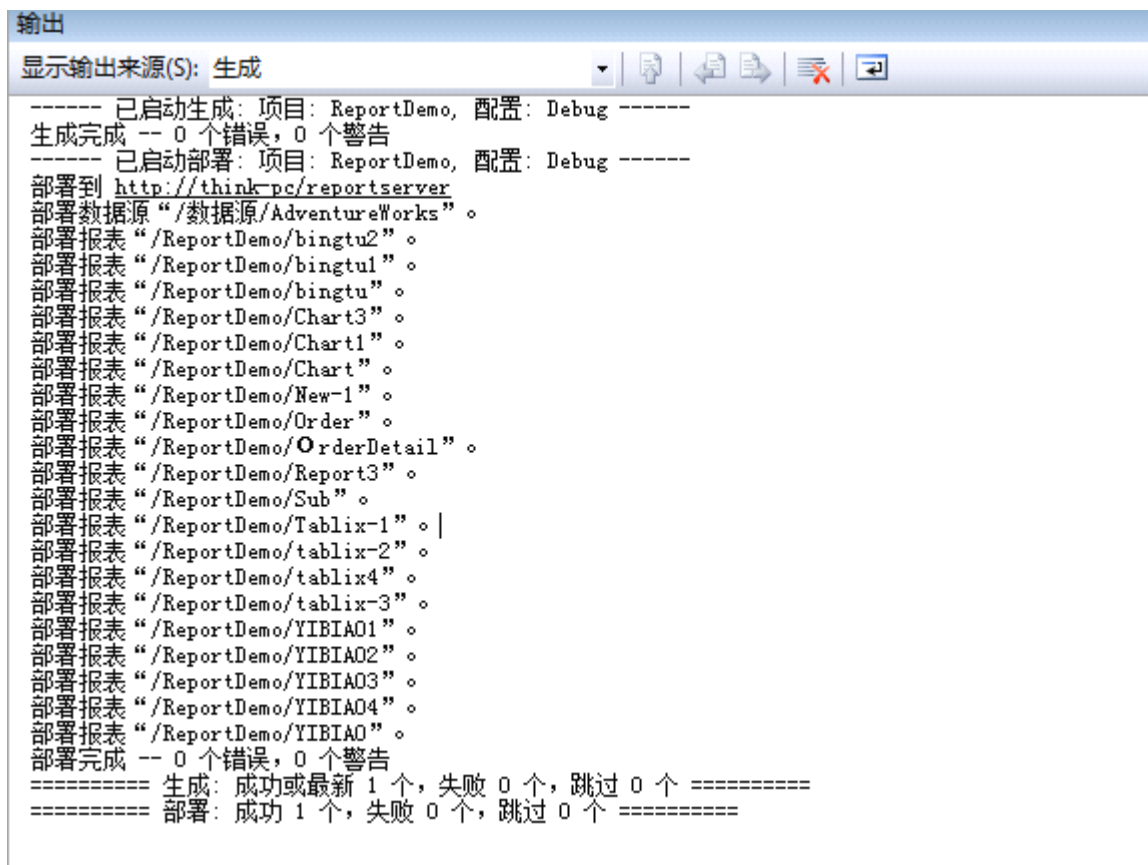 输出
显示输出来源(S): 生成
------ 已启动生成: 项目: ReportDemo, 配置: Debug ------
生成完成 -- 0 个错误，0 个警告
------ 已启动部署: 项目: ReportDemo, 配置: Debug ------
部署到 http://think-pc/reportserver
部署数据源“/数据源/AdventureWorks”。
部署报表“/ReportDemo/bingtu2”。
部署报表“/ReportDemo/bingtu1”。
部署报表“/ReportDemo/bingtu”。
部署报表“/ReportDemo/Chart3”。
部署报表“/ReportDemo/Chart1”。
部署报表“/ReportDemo/Chart”。
部署报表“/ReportDemo/New-1”。
部署报表“/ReportDemo/Order”。
部署报表“/ReportDemo/OrderDetail”。
部署报表“/ReportDemo/Report3”。
部署报表“/ReportDemo/Sub”。
部署报表“/ReportDemo/Tablix-1”。
部署报表“/ReportDemo/tablix-2”。
部署报表“/ReportDemo/tablix4”。
部署报表“/ReportDemo/tablix-3”。
部署报表“/ReportDemo/YIBIAO1”。
部署报表“/ReportDemo/YIBIAO2”。
部署报表“/ReportDemo/YIBIAO3”。
部署报表“/ReportDemo/YIBIAO4”。
部署报表“/ReportDemo/YIBIAO”。
部署完成 -- 0 个错误，0 个警告
========== 生成: 成功或最新 1 个，失败 0 个，跳过 0 个 ==========
========== 部署: 成功 1 个，失败 0 个，跳过 0 个 ==========